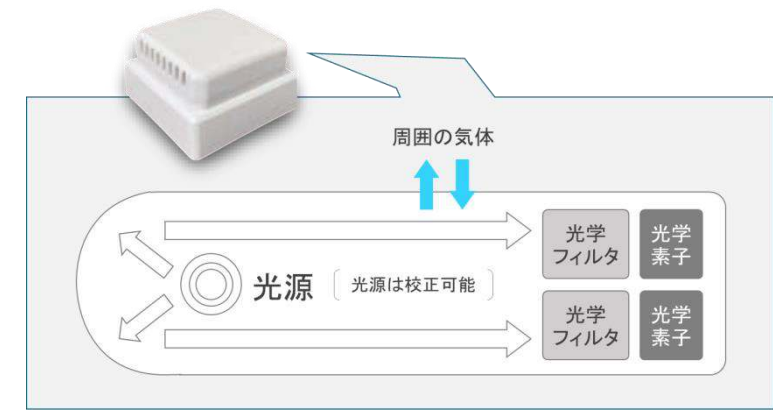 周囲の気体
光学
フィルタ
光学
素子
光源
光源は校正可能
光学
フィルタ
光学
素子